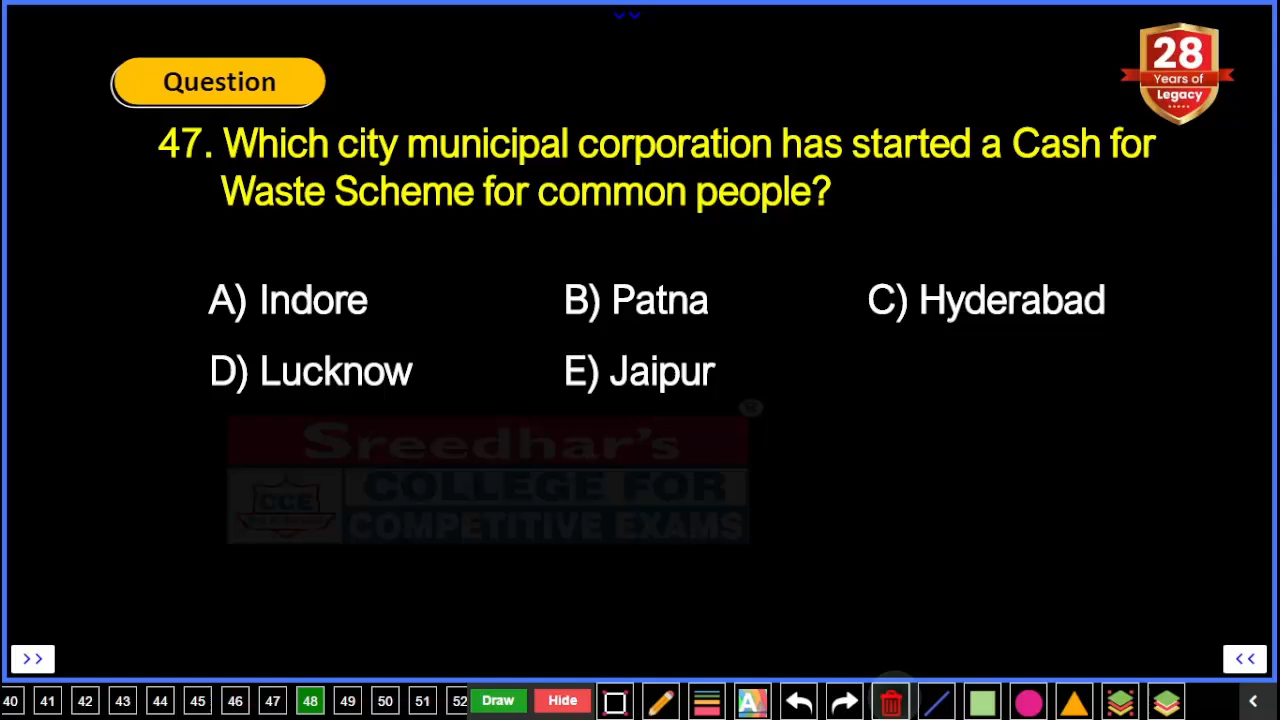 28
Years of
Legacy
Question
47. Which city municipal corporation has started a Cash for
Waste Scheme for common people?
A) Indore B) Patna C) Hyderabad
D) Lucknow E) Jaipur
Sreedhar's
CCE
COLLEGE FOR
COMPETITIVE EXAMS
>> <<
40 41 42 43 44 45 46 47 48 49 50 51 52 Draw Hide A